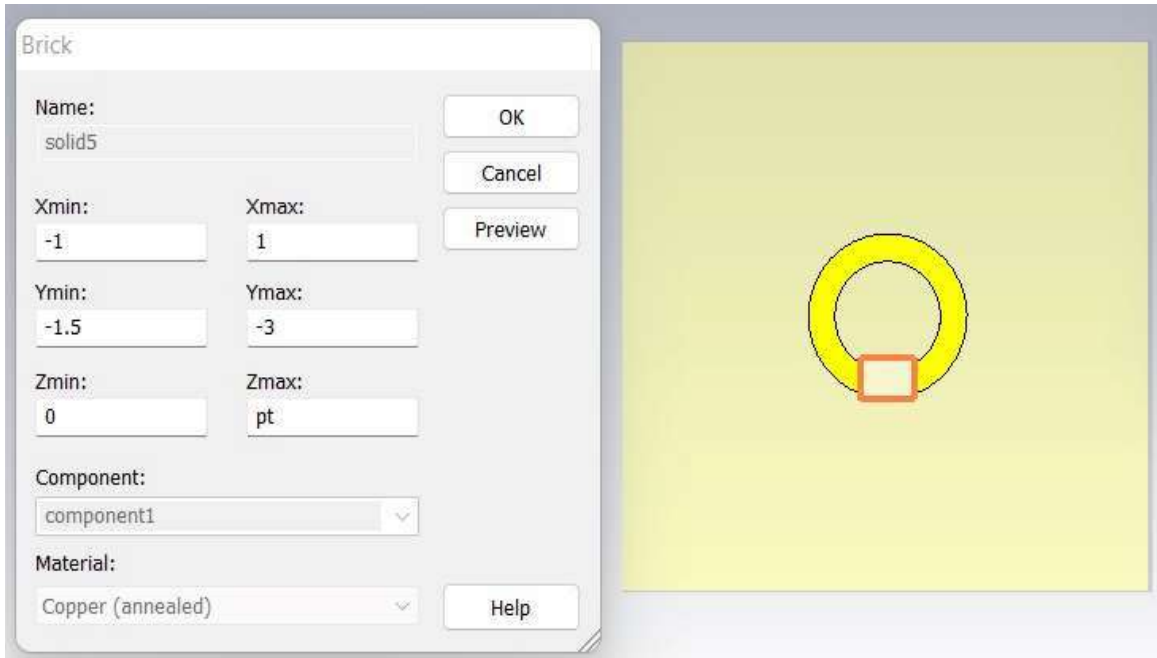 Brick
Name:
solid5
OK
Cancel
Preview
Xmin:
Xmax:
-1
1
Ymin:
Ymax:
-1.5
-3
Zmin:
Zmax:
0
pt
Component:
component1
Material:
Copper (annealed)
Help